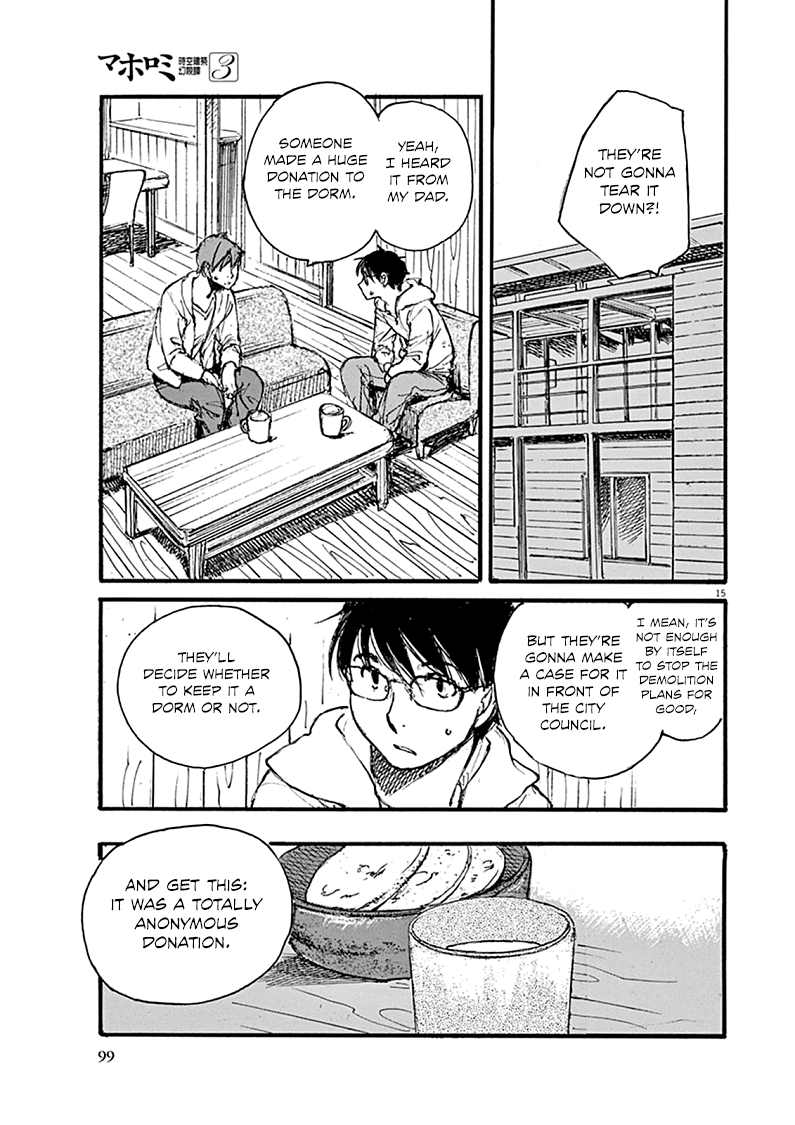 マホロミ
時空建築
幻視譚
3
THEY'RE
NOT GONNA
TEAR IT
DOWN?!
YEAH,
I HEARD
IT FROM
MY DAD.
SOMEONE
MADE A HUGE
DONATION
TO THE DORM.
15
I MEAN, IT'S
NOT ENOUGH
BY ITSELF
TO STOP THE
DEMOLITION
PLANS FOR
GOOD,
BUT THEY'RE
GONNA MAKE
A CASE FOR
IT IN FRONT OF
THE CITY
COUNCIL.
THEY'LL
DECIDE WHETHER
TO KEEP IT A
DORM OR NOT.
AND GET THIS:
IT WAS A TOTALLY
ANONYMOUS
DONATION.
99